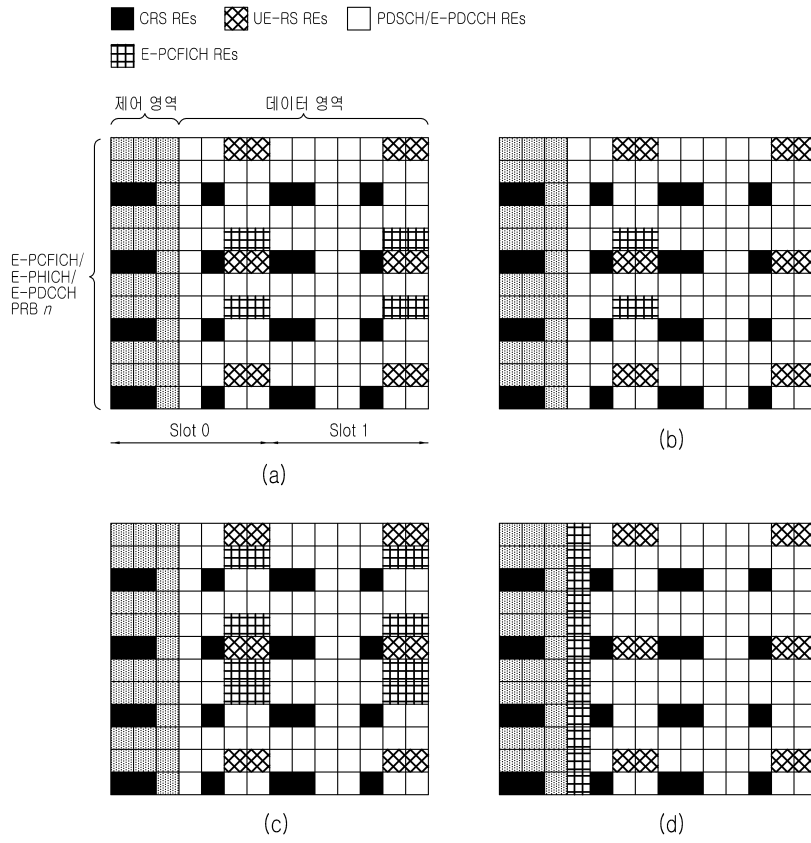 CRS REs
UE-RS REs
PDSCH/E-PDCCH REs
E-PCFICH REs
제어 영역
데이터 영역
E-PCFICH/
E-PHICH/
E-PDCCH
PRB n
Slot 0
Slot 1
(a)
(b)
(c)
(d)